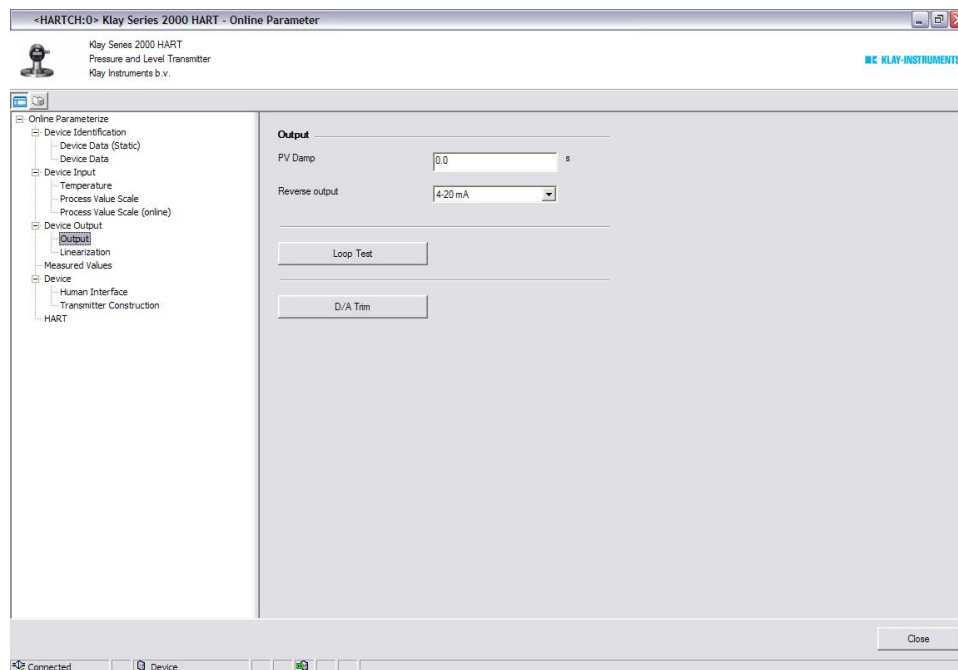 <HARTCH:0> Klay Series 2000 HART - Online Parameter
Klay Series 2000 HART
Pressure and Level Transmitter
Klay Instruments b.v.
KLAY-INSTRUMENTS
Online Parameterize
Device Identification
Device Data (Static)
Device Data
Device Input
Temperature
Process Value Scale
Process Value Scale (online)
Device Output
Output
Linearization
Measured Values
Device
Human Interface
Transmitter Construction
HART
Output
PV Damp 0.0 s
Reverse output 4-20 mA
Loop Test
D/A Trim
Close
Connected Device